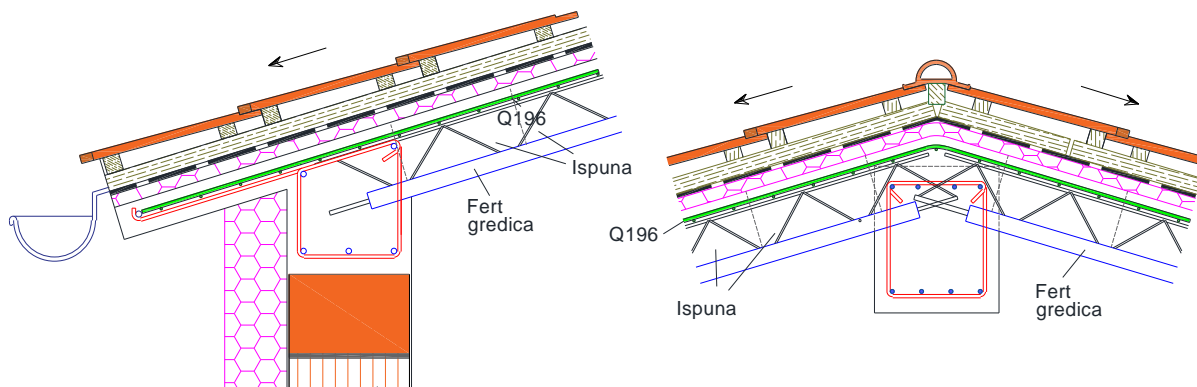 Q196
Ispuna
Fert
gredica
Q196
Ispuna
Fert
gredica